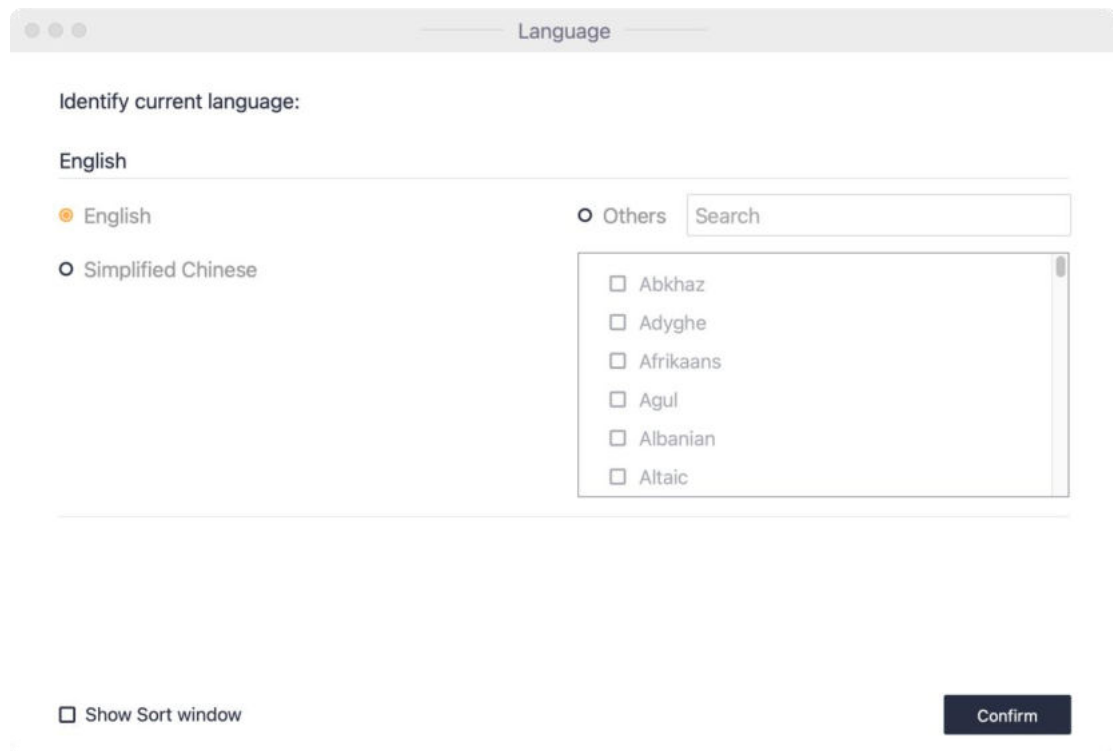 Language
Identify current language:
English
English
Simplified Chinese
Others
Search
Abkhaz
Adyghe
Afrikaans
Agul
Albanian
Altaic
Show Sort window
Confirm